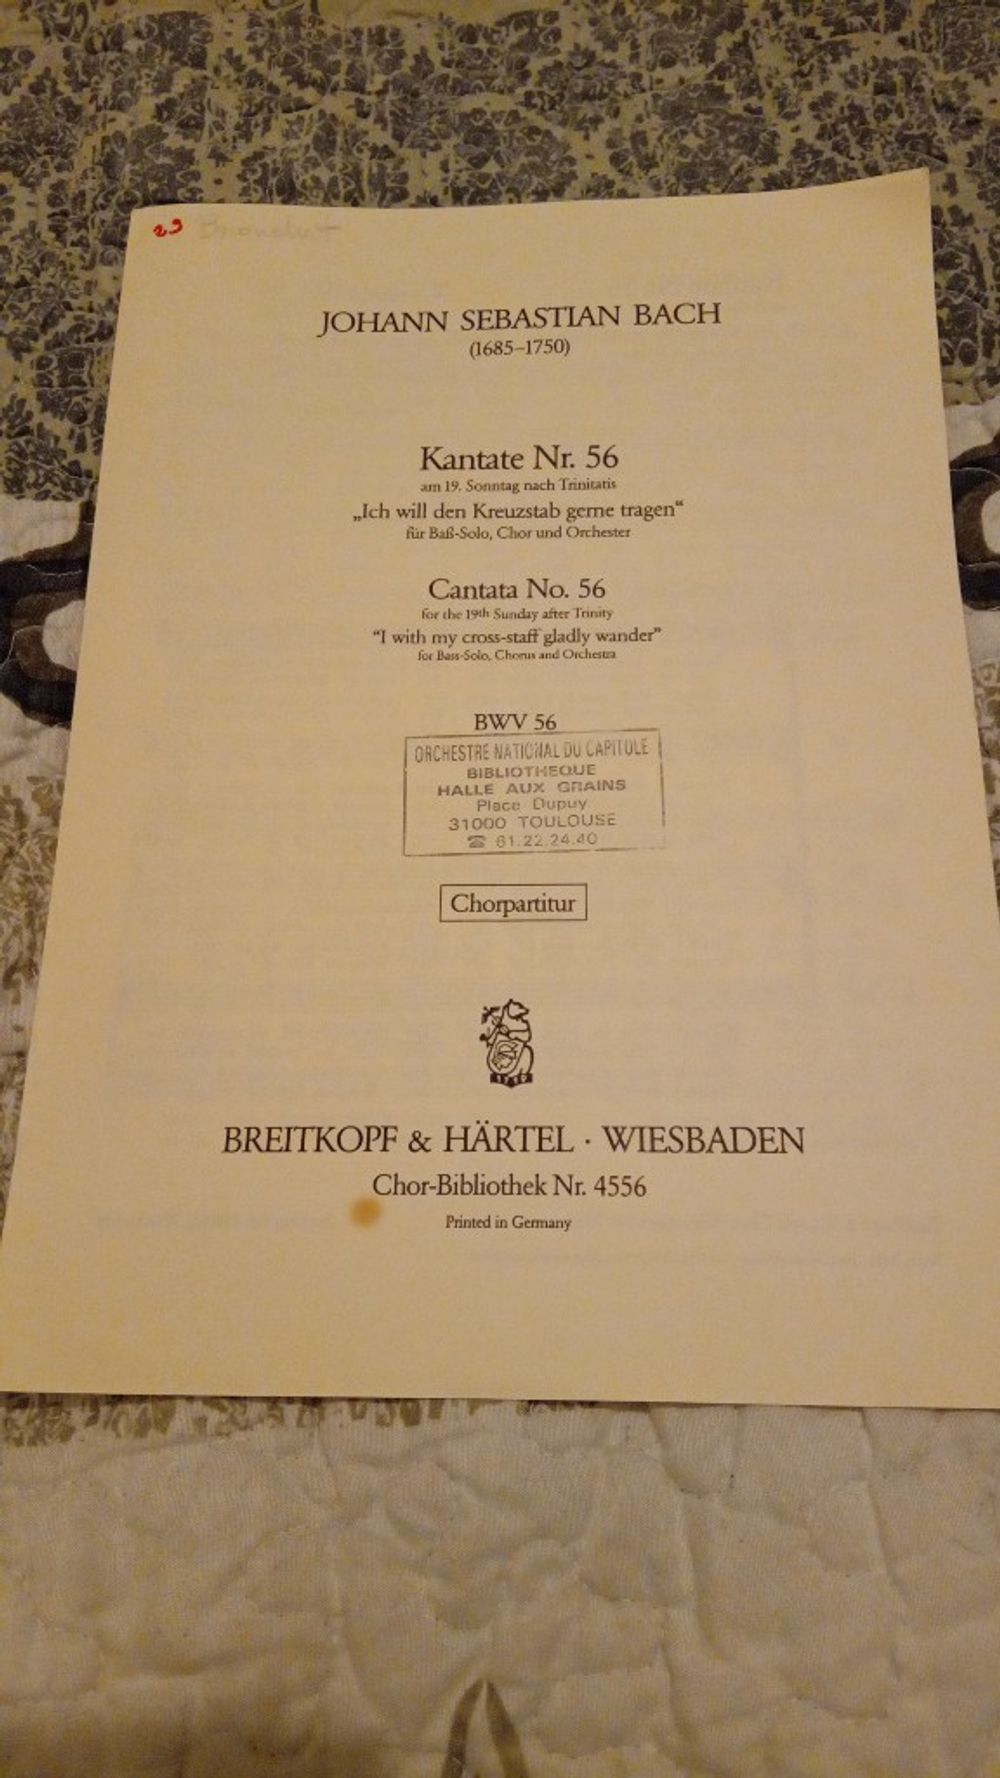 JOHANN SEBASTIAN BACH
(1685–1750)
Kantate Nr. 56
am 19. Sonntag nach Trinitatis
„Ich will den Kreuzstab gerne tragen“
für Baß-Solo, Chor und Orchester
Cantata No. 56
for the 19th Sunday after Trinity
“I with my cross-staff gladly wander”
for Bass-Solo, Chorus and Orchestra
BWV 56
ORCHESTRE NATIONAL DU CAPITOLE
BIBLIOTHEQUE
HALLE AUX GRAINS
Place Dupuy
31000 TOULOUSE
☎ 61.22.24.40
Chorpartitur
1719
BREITKOPF & HÄRTEL · WIESBADEN
Chor-Bibliothek Nr. 4556
Printed in Germany